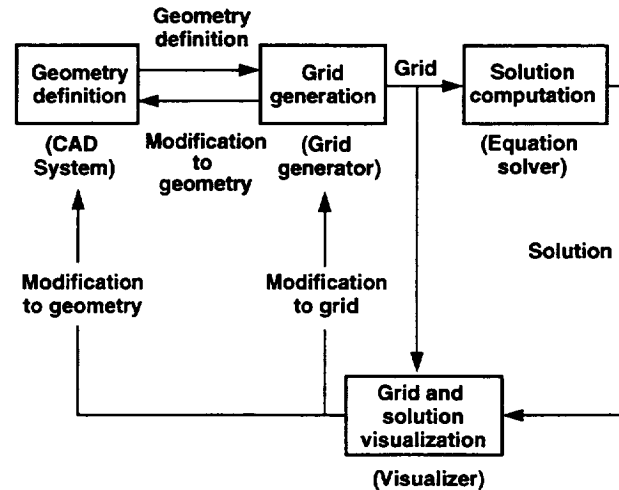 Geometry
definition
Geometry
definition
Grid
generation
Grid
Solution
computation
(CAD
System)
Modification
to
geometry
(Grid
generator)
(Equation
solver)
Solution
Modification
to geometry
Modification
to grid
Grid and
solution
visualization
(Visualizer)